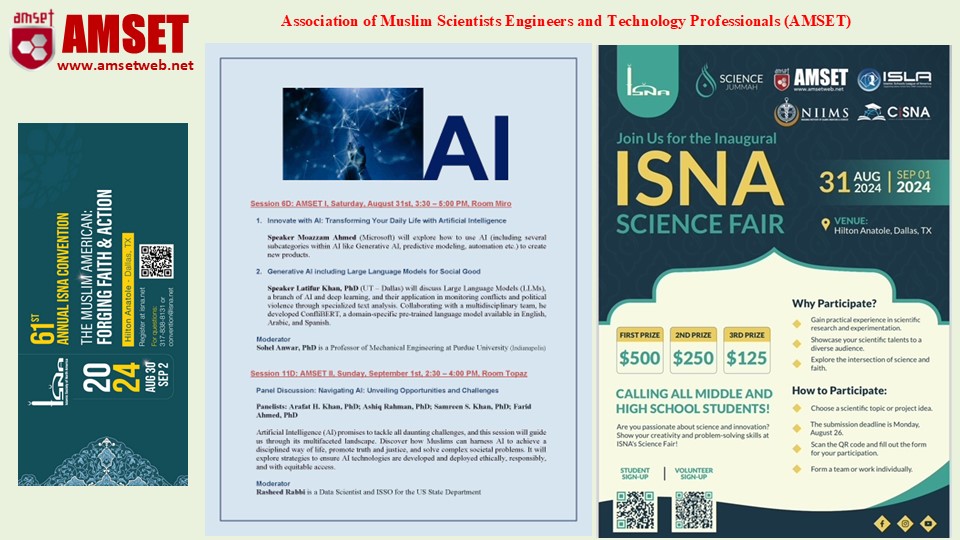 amset
AMSET
www.amsetweb.net
Association of Muslim Scientists Engineers and Technology Professionals (AMSET)
ISNA
61ST
ANNUAL ISNA CONVENTION
THE MUSLIM AMERICAN:
FORGING FAITH & ACTION
2024
AUG 30
SEP 2
Hilton Anatole - Dallas, TX
Register at isna.net
For questions:
317-838-8131 or
convention@isna.net
AI
Session 6D: AMSET I, Saturday, August 31st, 3:30 – 5:00 PM, Room Miro
1. Innovate with AI: Transforming Your Daily Life with Artificial Intelligence
Speaker Moazzam Ahmed (Microsoft) will explore how to use AI (including several
subcategories within AI like Generative AI, predictive modeling, automation etc.) to create
new products.
2. Generative AI including Large Language Models for Social Good
Speaker Latifur Khan, PhD (UT – Dallas) will discuss Large Language Models (LLMs),
a branch of AI and deep learning, and their application in monitoring conflicts and political
violence through specialized text analysis. Collaborating with a multidisciplinary team, he
developed ConfliBERT, a domain-specific pre-trained language model available in English,
Arabic, and Spanish.
Moderator
Sohel Anwar, PhD is a Professor of Mechanical Engineering at Purdue University (Indianapolis)
Session 11D: AMSET II, Sunday, September 1st, 2:30 – 4:00 PM, Room Topaz
Panel Discussion: Navigating AI: Unveiling Opportunities and Challenges
Panelists: Arafat H. Khan, PhD; Ashiq Rahman, PhD; Samreen S. Khan, PhD; Farid
Ahmed, PhD
Artificial Intelligence (AI) promises to tackle all daunting challenges, and this session will guide
us through its multifaceted landscape. Discover how Muslims can harness AI to achieve a
disciplined way of life, promote truth and justice, and solve complex societal problems. It will
explore strategies to ensure AI technologies are developed and deployed ethically, responsibly,
and with equitable access.
Moderator
Rasheed Rabbi is a Data Scientist and ISSO for the US State Department
ISNA
SCIENCE
JUMMAH
AMSET
www.amsetweb.net
ISLA
NIIMS
CISNA
Join Us for the Inaugural
ISNA
SCIENCE FAIR
31 AUG 2024 | SEP 01 2024
VENUE:
Hilton Anatole, Dallas, TX
FIRST PRIZE
$500
2ND PRIZE
$250
3RD PRIZE
$125
CALLING ALL MIDDLE AND
HIGH SCHOOL STUDENTS!
Are you passionate about science and innovation?
Show your creativity and problem-solving skills at
ISNA's Science Fair!
STUDENT
SIGN-UP
VOLUNTEER
SIGN-UP
Why Participate?
Gain practical experience in scientific
research and experimentation.
Showcase your scientific talents to a
diverse audience.
Explore the intersection of science and
faith.
How to Participate:
Choose a scientific topic or project idea.
The submission deadline is Monday,
August 26.
Scan the QR code and fill out the form
for your participation.
Form a team or work individually.